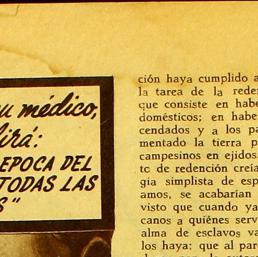 u médico,
irá:
EPOCA DEL
TODAS LAS
S"
ción haya cumplido a
la tarea de la reden
que consiste en habe
domésticos; en haber
cendados y a los pa
mentado la tierra p
campesinos en ejidos
to de redención creía
gia simplista de esp
amos, se acabarían
visto que cuando ya
canos a quiénes serv
alma de esclavos va
los haya: que al par